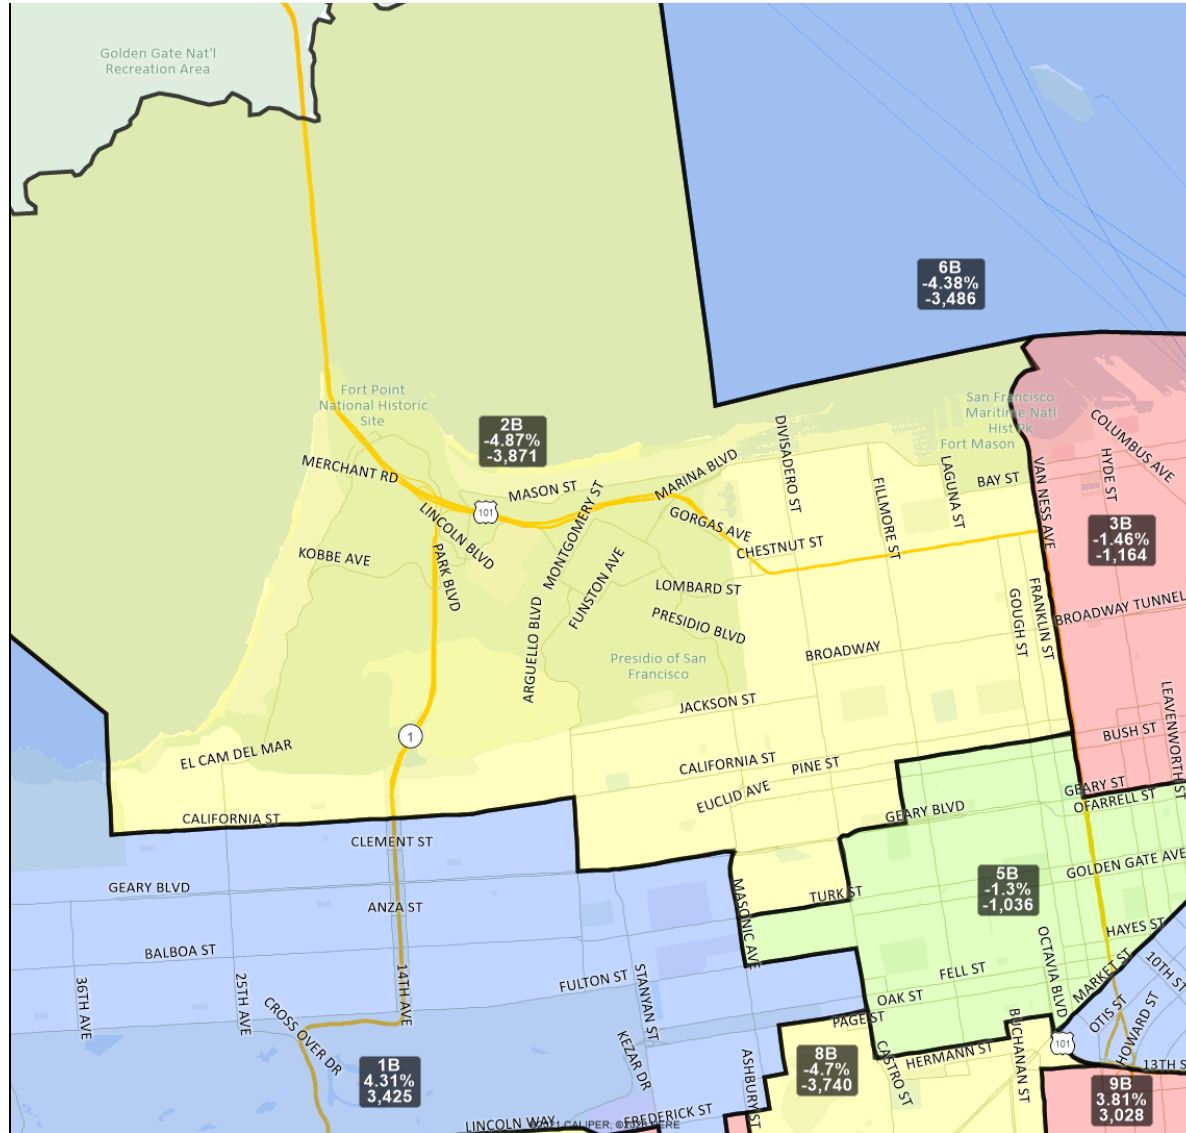 Golden Gate Nat'l
Recreation Area
6B
-4.38%
-3,486
Fort Point
National Historic
Site
2B
-4.87%
-3,871
San Francisco
Maritime Natl
Hist Pk
Fort Mason
COLUMBUS AVE
HYDE ST
VAN NESS AVE
BAY ST
LAGUNA ST
FILLMORE ST
DIVISADERO ST
MARINA BLVD
MASON ST
MERCHANT RD
101
LINCOLN BLVD
MONTGOMERY ST
GORGAS AVE
CHESTNUT ST
3B
-1.46%
-1,164
KOBBE AVE
PARK BLVD
FUNSTON AVE
ARGUELLO BLVD
LOMBARD ST
PRESIDIO BLVD
GOUGH ST
FRANKLIN ST
BROADWAY TUNNEL
BROADWAY
Presidio of San
Francisco
JACKSON ST
LEAVENWORTH ST
BUSH ST
1
EL CAM DEL MAR
CALIFORNIA ST
PINE ST
EUCLID AVE
GEARY ST
OFARRELL ST
GEARY BLVD
CALIFORNIA ST
CLEMENT ST
GEARY BLVD
ANZA ST
MASONIC AVE
TURK ST
5B
-1.3%
-1,036
GOLDEN GATE AVE
BALBOA ST
HAYES ST
OCTAVIA BLVD
MARKET ST
10TH ST
FELL ST
FULTON ST
STANYAN ST
36TH AVE
25TH AVE
14TH AVE
CROSS OVER DR
OAK ST
PAGE ST
OTIS ST
HOWARD ST
BUCHANAN ST
101
KEZAR DR
ASHBURY ST
8B
-4.7%
-3,740
CASTRO ST
HERMANN ST
13TH S
1B
4.31%
3,425
9B
3.81%
3,028
LINCOLN WAY
FREDERICK ST
©2021 CALIPER; ©2020 HERE